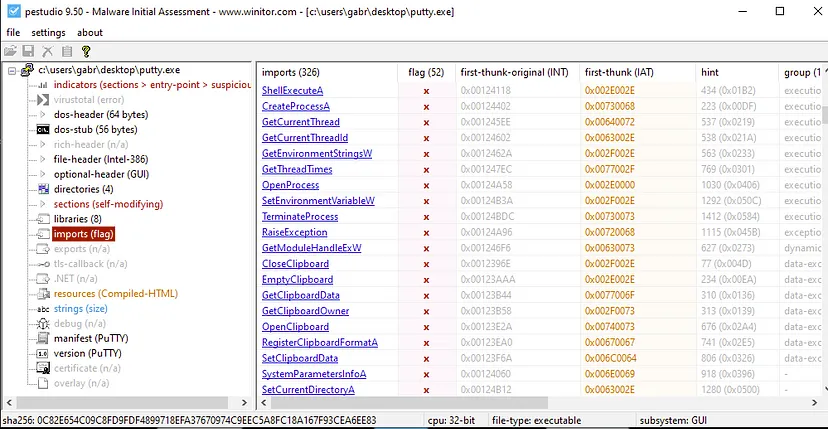 pestudio 9.50 - Malware Initial Assessment - www.winitor.com - [c:\users\gabr\desktop\putty.exe]
file settings about
c:\users\gabr\desktop\putty.exe
indicators (sections > entry-point > suspiciou
virustotal (error)
dos-header (64 bytes)
dos-stub (56 bytes)
rich-header (n/a)
file-header (Intel-386)
optional-header (GUI)
directories (4)
sections (self-modifying)
libraries (8)
imports (flag)
exports (n/a)
tls-callback (n/a)
.NET (n/a)
resources (Compiled-HTML)
abc strings (size)
debug (n/a)
manifest (PuTTY)
1.0 version (PuTTY)
certificate (n/a)
overlay (n/a)
imports (326) flag (52) first-thunk-original (INT) first-thunk (IAT) hint group (1
ShellExecuteA x 0x00124118 0x002E002E 434 (0x01B2) executio
CreateProcessA x 0x00124402 0x00730068 223 (0x00DF) executio
GetCurrentThread x 0x001245EE 0x00640072 537 (0x0219) executio
GetCurrentThreadId x 0x00124602 0x0063002E 538 (0x021A) executio
GetEnvironmentStringsW x 0x0012462A 0x002F002E 563 (0x0233) executio
GetThreadTimes x 0x001247EC 0x0077002F 769 (0x0301) executio
OpenProcess x 0x00124A58 0x002E0000 1030 (0x0406) executio
SetEnvironmentVariableW x 0x00124B3A 0x002F002E 1292 (0x050C) executio
TerminateProcess x 0x00124BDC 0x00730073 1412 (0x0584) executio
RaiseException x 0x00124A96 0x00720068 1115 (0x045B) exceptio
GetModuleHandleExW x 0x001246F6 0x00630073 627 (0x0273) dynamic
CloseClipboard x 0x0012396E 0x002F0032 77 (0x004D) data-exc
EmptyClipboard x 0x00123AAA 0x002E0032 234 (0x00EA) data-exc
GetClipboardData x 0x00123B44 0x0077006F 310 (0x0136) data-exc
GetClipboardOwner x 0x00123B58 0x002F0073 313 (0x0139) data-exc
OpenClipboard x 0x00123E2A 0x00740073 676 (0x02A4) data-exc
RegisterClipboardFormatA x 0x00123EA0 0x00670067 741 (0x02E5) data-exc
SetClipboardData x 0x00123F6A 0x006C0064 806 (0x0326) data-exc
SystemParametersInfoA x 0x00124060 0x006E0069 918 (0x0396) -
SetCurrentDirectoryA x 0x00124B12 0x0063002E 1280 (0x0500) -
sha256: 0C82E654C09C8FD9FDF4899718EFA37670974C9EEC5A8FC18A167F93CEA6EE83 cpu: 32-bit file-type: executable subsystem: GUI